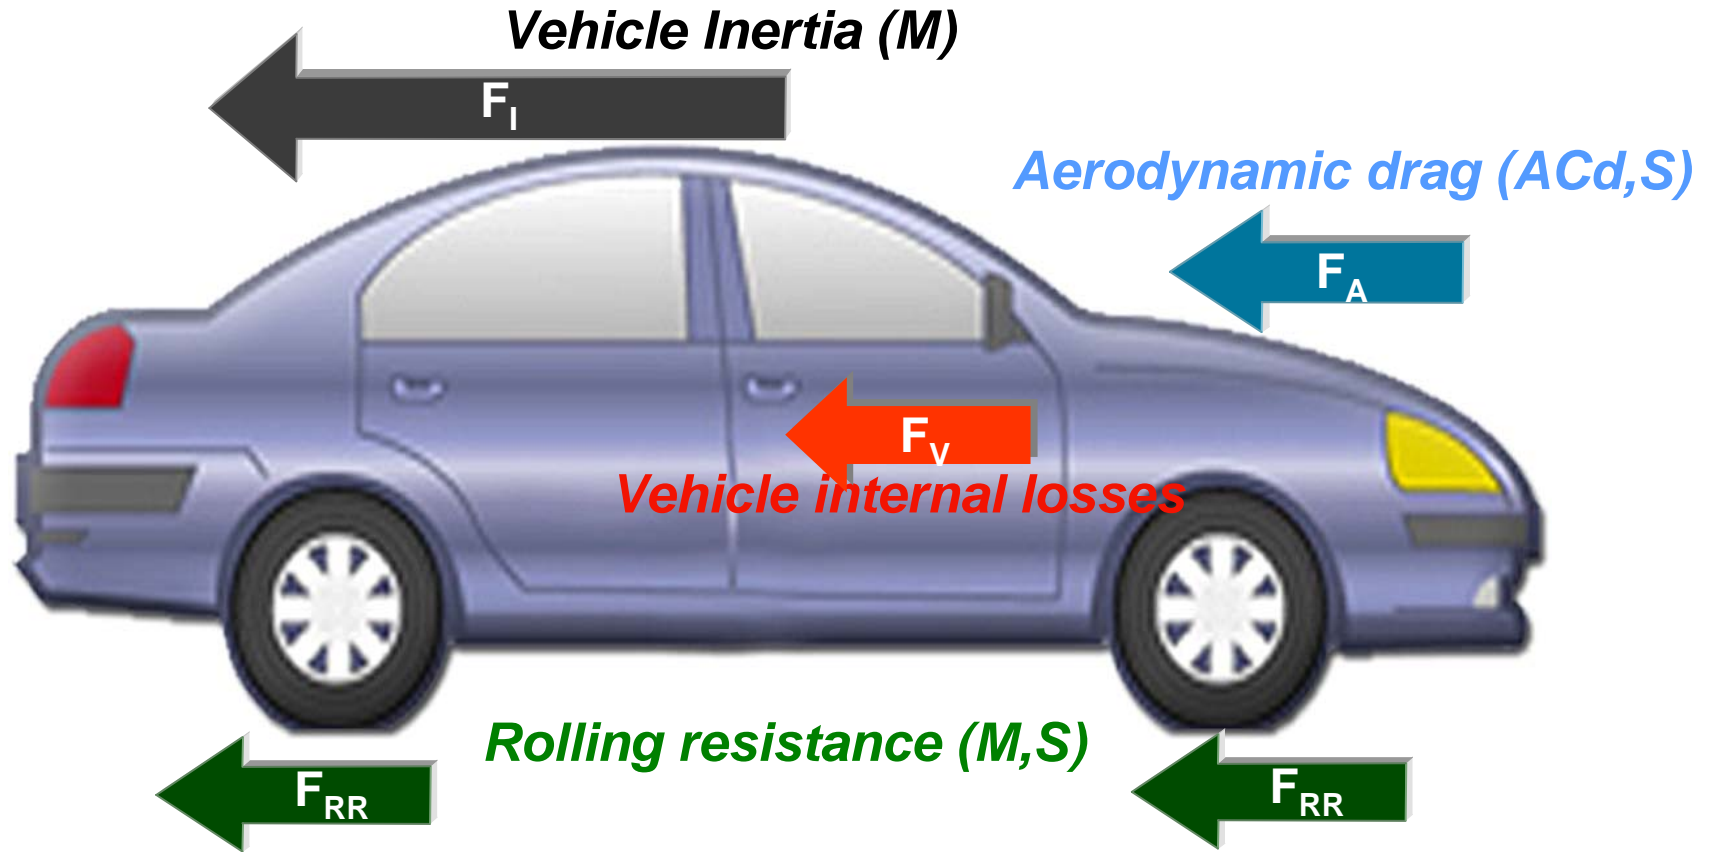 Vehicle Inertia (M)
FI
Aerodynamic drag (ACd,S)
FA
FV
Vehicle internal losses
Rolling resistance (M,S)
FRR
FRR